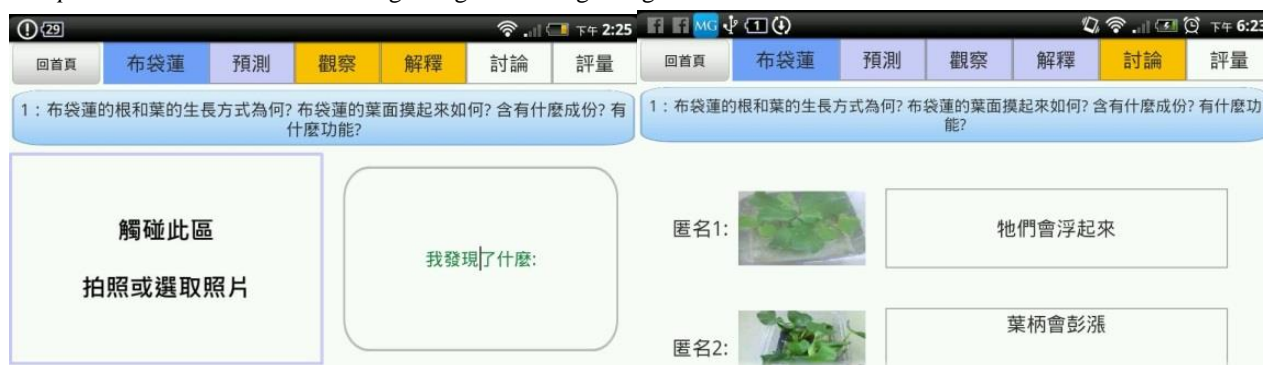 29
下午 2:25
回首頁 布袋蓮 預測 觀察 解釋 討論 評量
1：布袋蓮的根和葉的生長方式為何? 布袋蓮的葉面摸起來如何? 含有什麼成份? 有
什麼功能?
觸碰此區
拍照或選取照片
我發現了什麼:
MG 1 下午 6:23
回首頁 布袋蓮 預測 觀察 解釋 討論 評量
1：布袋蓮的根和葉的生長方式為何? 布袋蓮的葉面摸起來如何? 含有什麼成份? 有什麼功
能?
匿名1:
牠們會浮起來
匿名2:
葉柄會彭漲